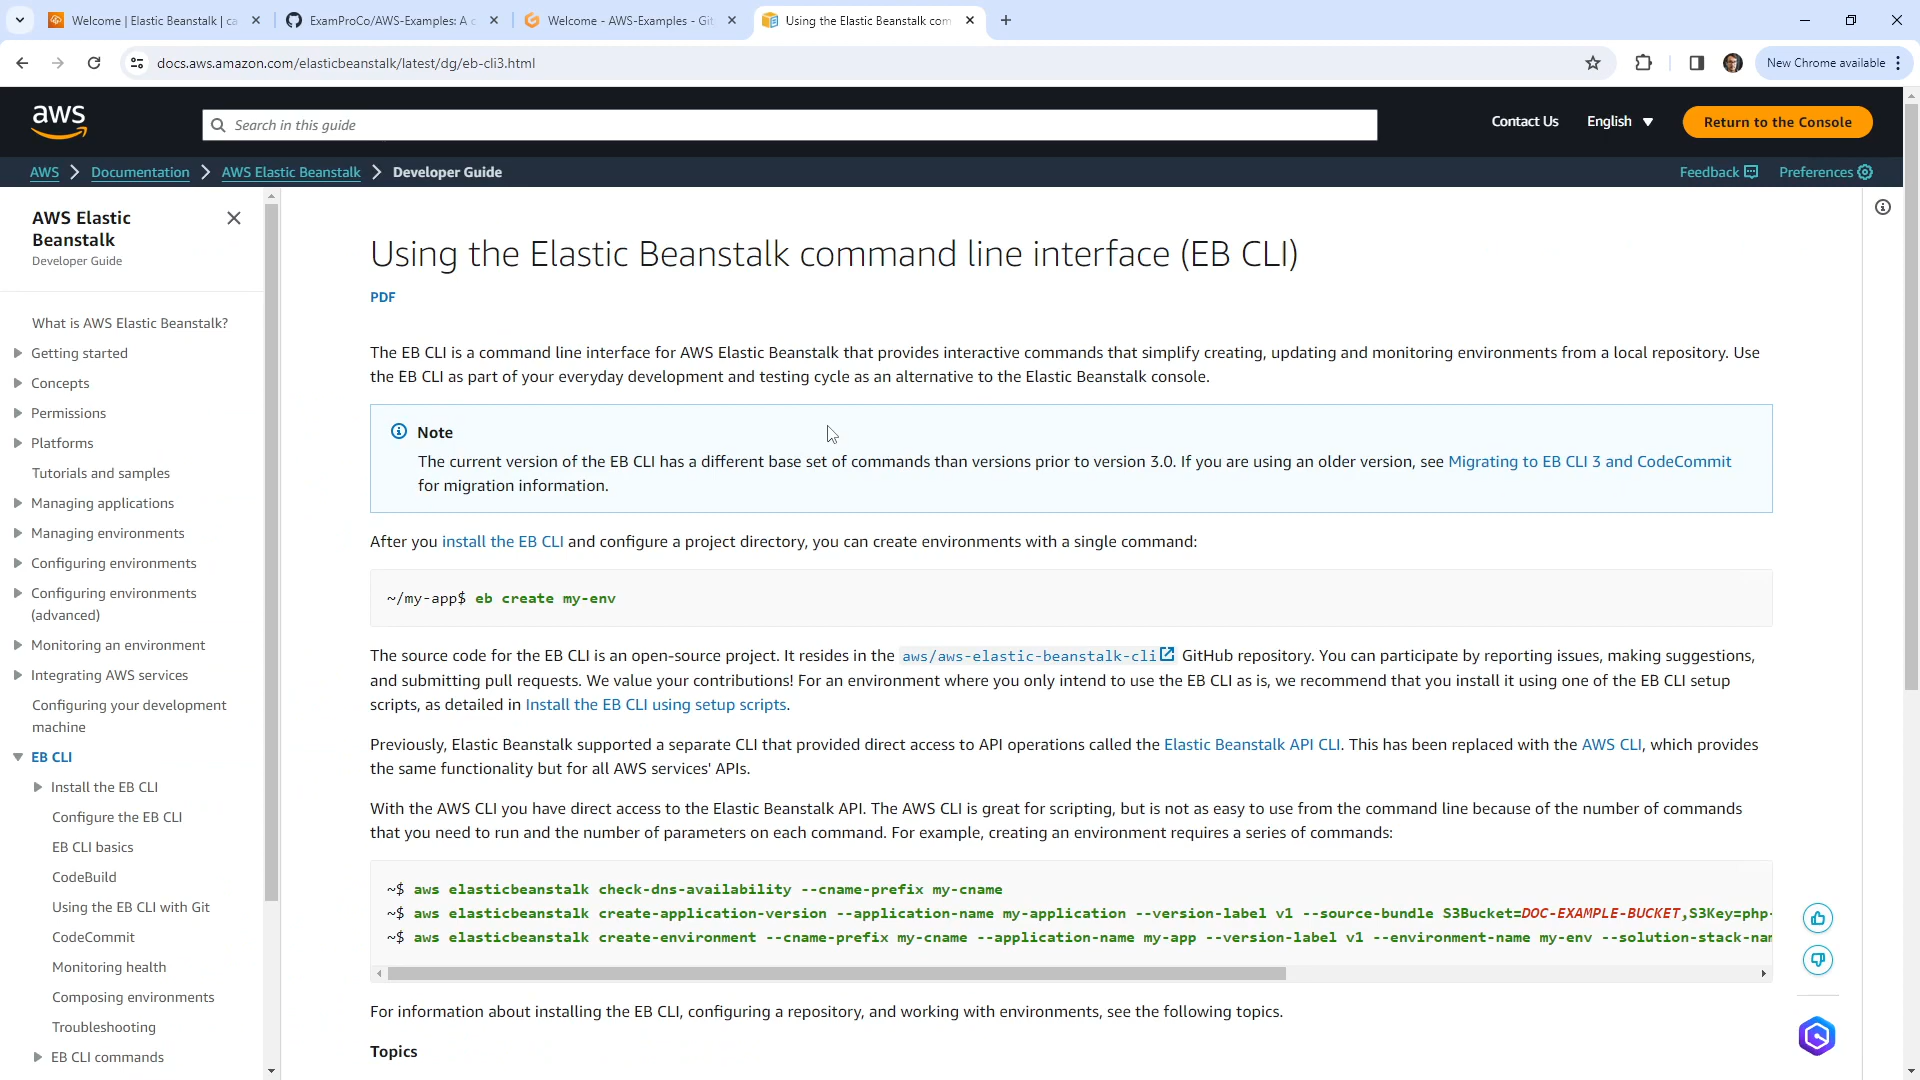 Welcome | Elastic Beanstalk | ca
ExamProCo/AWS-Examples: A c
Welcome - AWS-Examples - Git
Using the Elastic Beanstalk com
docs.aws.amazon.com/elasticbeanstalk/latest/dg/eb-cli3.html
New Chrome available
aws
Search in this guide
Contact Us
English
Return to the Console
AWS
Documentation
AWS Elastic Beanstalk
Developer Guide
Feedback
Preferences
AWS Elastic
Beanstalk
Developer Guide
What is AWS Elastic Beanstalk?
Getting started
Concepts
Permissions
Platforms
Tutorials and samples
Managing applications
Managing environments
Configuring environments
Configuring environments
(advanced)
Monitoring an environment
Integrating AWS services
Configuring your development
machine
EB CLI
Install the EB CLI
Configure the EB CLI
EB CLI basics
CodeBuild
Using the EB CLI with Git
CodeCommit
Monitoring health
Composing environments
Troubleshooting
EB CLI commands
Using the Elastic Beanstalk command line interface (EB CLI)
PDF
The EB CLI is a command line interface for AWS Elastic Beanstalk that provides interactive commands that simplify creating, updating and monitoring environments from a local repository. Use
the EB CLI as part of your everyday development and testing cycle as an alternative to the Elastic Beanstalk console.
Note
The current version of the EB CLI has a different base set of commands than versions prior to version 3.0. If you are using an older version, see Migrating to EB CLI 3 and CodeCommit
for migration information.
After you install the EB CLI and configure a project directory, you can create environments with a single command:
~/my-app$ eb create my-env
The source code for the EB CLI is an open-source project. It resides in the aws/aws-elastic-beanstalk-cli GitHub repository. You can participate by reporting issues, making suggestions,
and submitting pull requests. We value your contributions! For an environment where you only intend to use the EB CLI as is, we recommend that you install it using one of the EB CLI setup
scripts, as detailed in Install the EB CLI using setup scripts.
Previously, Elastic Beanstalk supported a separate CLI that provided direct access to API operations called the Elastic Beanstalk API CLI. This has been replaced with the AWS CLI, which provides
the same functionality but for all AWS services' APIs.
With the AWS CLI you have direct access to the Elastic Beanstalk API. The AWS CLI is great for scripting, but is not as easy to use from the command line because of the number of commands
that you need to run and the number of parameters on each command. For example, creating an environment requires a series of commands:
~$ aws elasticbeanstalk check-dns-availability --cname-prefix my-cname
~$ aws elasticbeanstalk create-application-version --application-name my-application --version-label v1 --source-bundle S3Bucket=DOC-EXAMPLE-BUCKET,S3Key=php-
~$ aws elasticbeanstalk create-environment --cname-prefix my-cname --application-name my-app --version-label v1 --environment-name my-env --solution-stack-nam
For information about installing the EB CLI, configuring a repository, and working with environments, see the following topics.
Topics